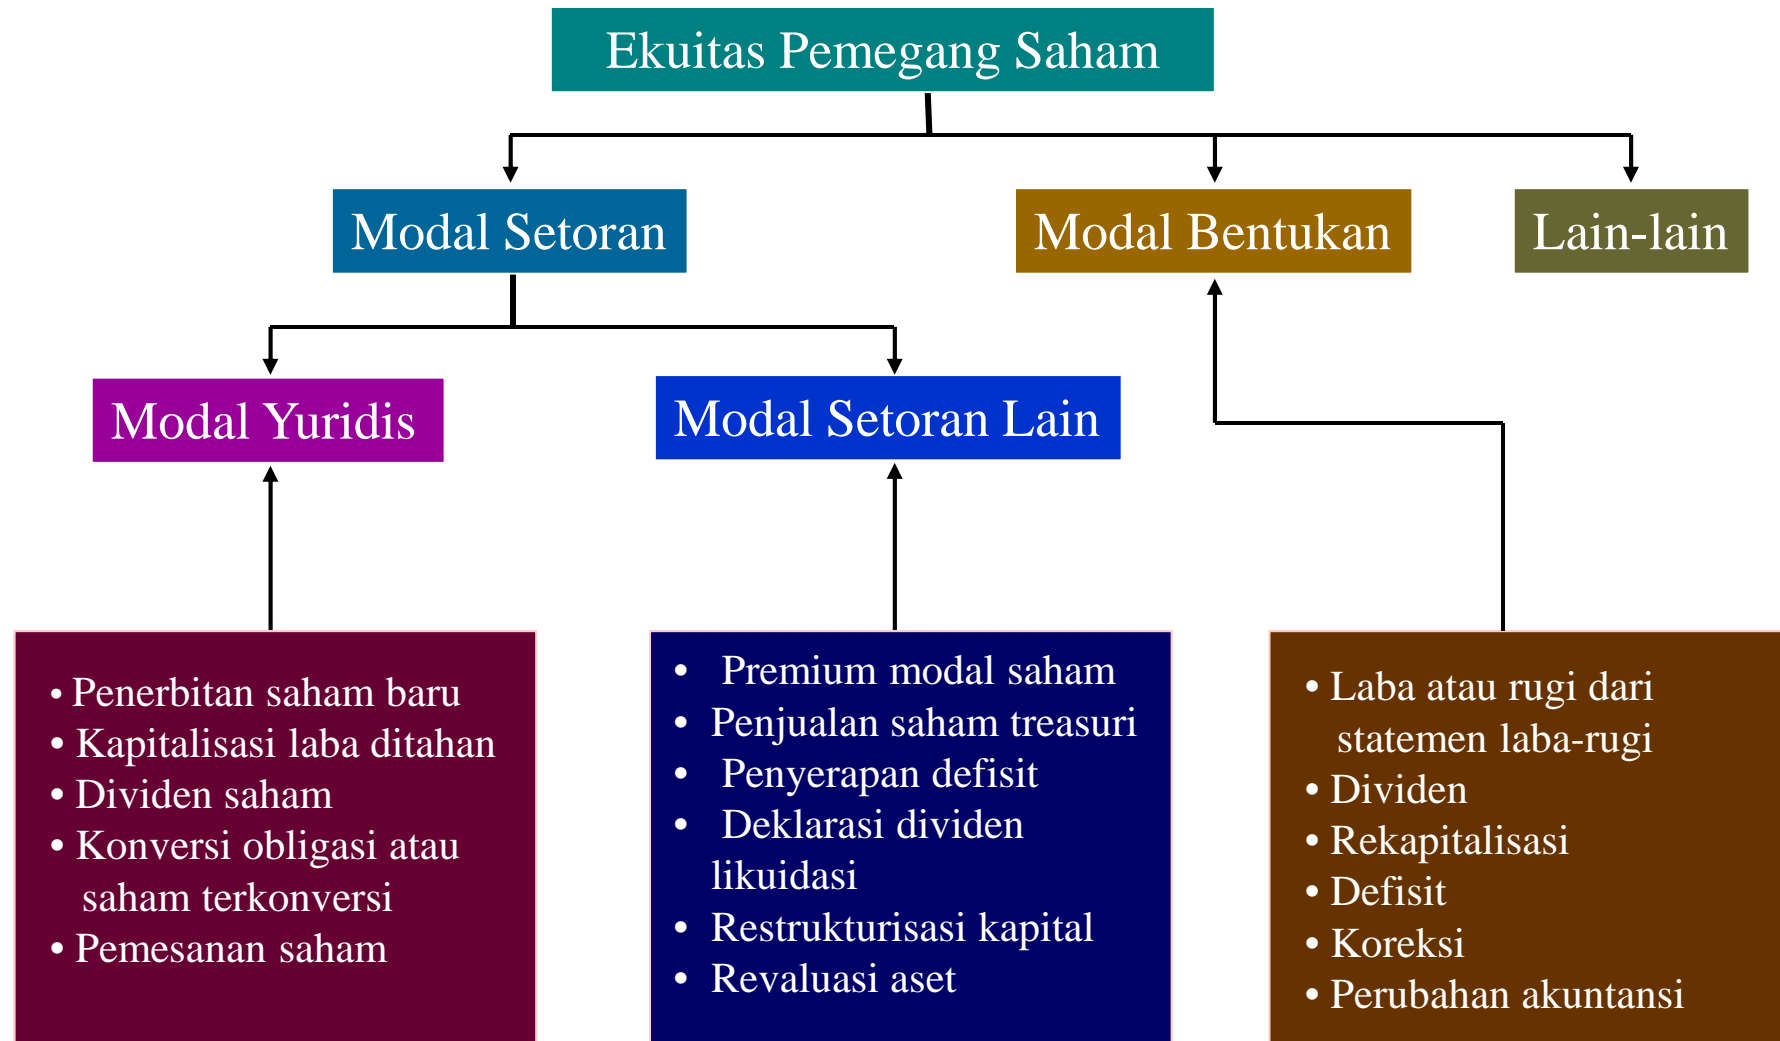 Ekuitas Pemegang Saham
Modal Setoran
Modal Bentukan
Lain-lain
Modal Yuridis
Modal Setoran Lain
• Penerbitan saham baru
• Kapitalisasi laba ditahan
• Dividen saham
• Konversi obligasi atau
saham terkonversi
• Pemesanan saham
• Premium modal saham
• Penjualan saham treasuri
• Penyerapan defisit
• Deklarasi dividen
likuidasi
• Restrukturisasi kapital
• Revaluasi aset
• Laba atau rugi dari
statemen laba-rugi
• Dividen
• Rekapitalisasi
• Defisit
• Koreksi
• Perubahan akuntansi